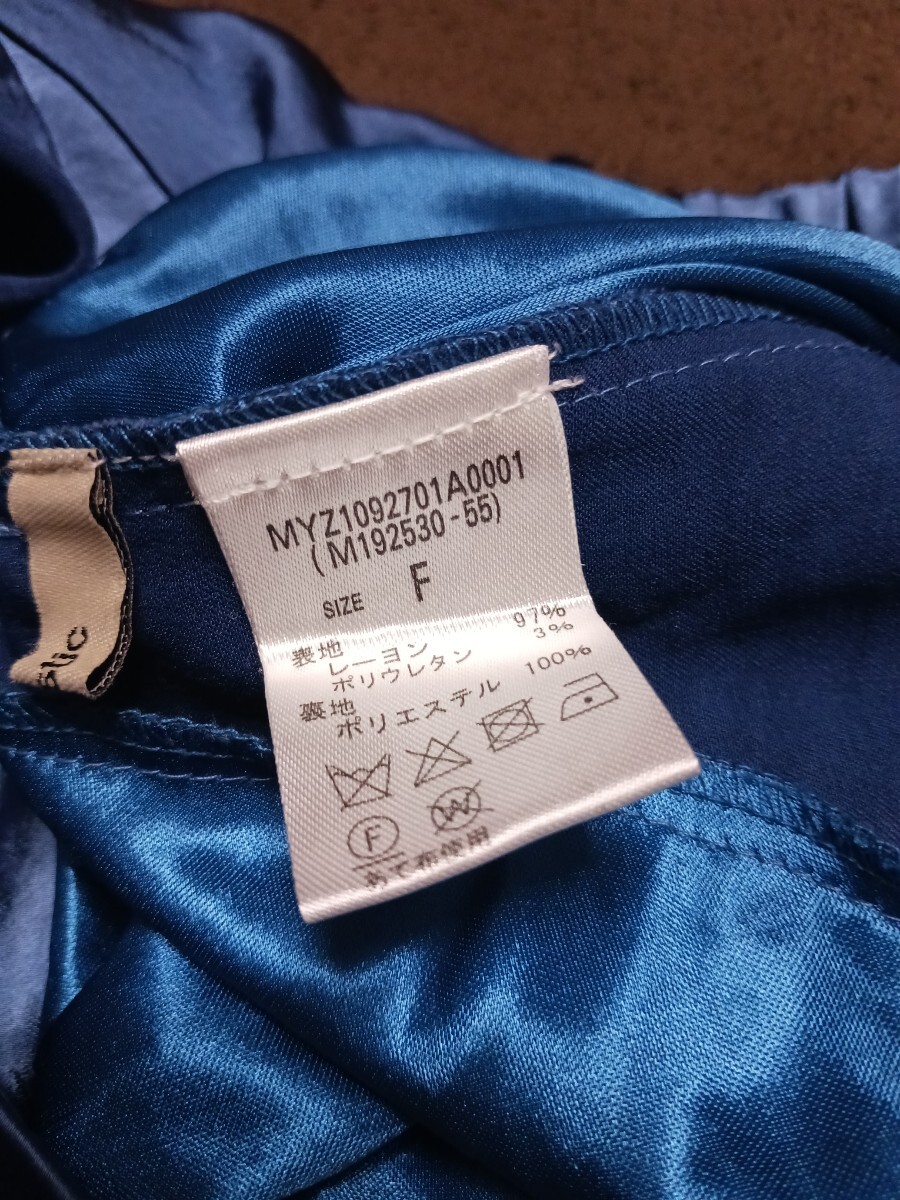 MYZ1092701A0001
(M192530-55)
SIZE F
表地
レーヨン 97%
ポリウレタン 3%
裏地
ポリエステル 100%
F W
あて布使用